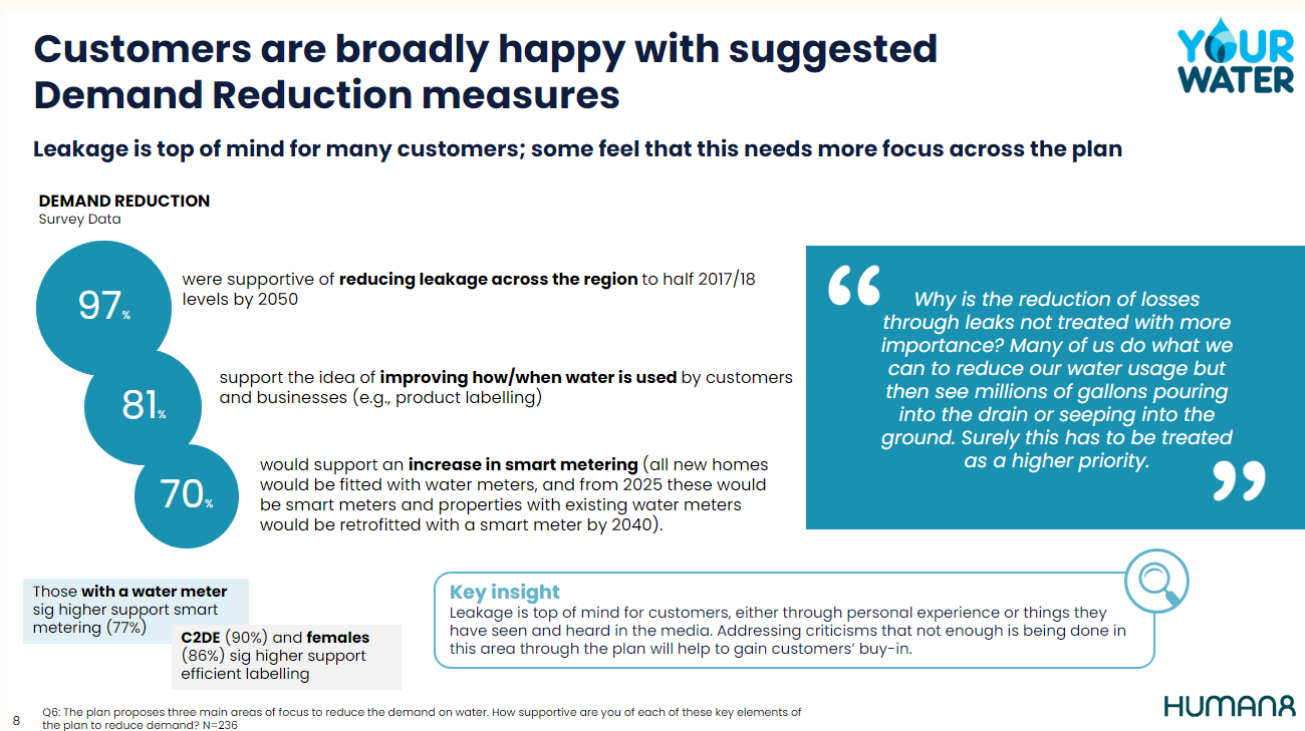 Customers are broadly happy with suggested
Demand Reduction measures
YOUR
WATER
Leakage is top of mind for many customers; some feel that this needs more focus across the plan
DEMAND REDUCTION
Survey Data
97%
were supportive of reducing leakage across the region to half 2017/18
levels by 2050
81%
support the idea of improving how/when water is used by customers
and businesses (e.g., product labelling)
70%
would support an increase in smart metering (all new homes
would be fitted with water meters, and from 2025 these would
be smart meters and properties with existing water meters
would be retrofitted with a smart meter by 2040).
“
Why is the reduction of losses
through leaks not treated with more
importance? Many of us do what we
can to reduce our water usage but
then see millions of gallons pouring
into the drain or seeping into the
ground. Surely this has to be treated
as a higher priority.
”
Those with a water meter
sig higher support smart
metering (77%)
C2DE (90%) and females
(86%) sig higher support
efficient labelling
Key insight
Leakage is top of mind for customers, either through personal experience or things they
have seen and heard in the media. Addressing criticisms that not enough is being done in
this area through the plan will help to gain customers’ buy-in.
8
Q6: The plan proposes three main areas of focus to reduce the demand on water. How supportive are you of each of these key elements of
the plan to reduce demand? N=236
HUMAN8